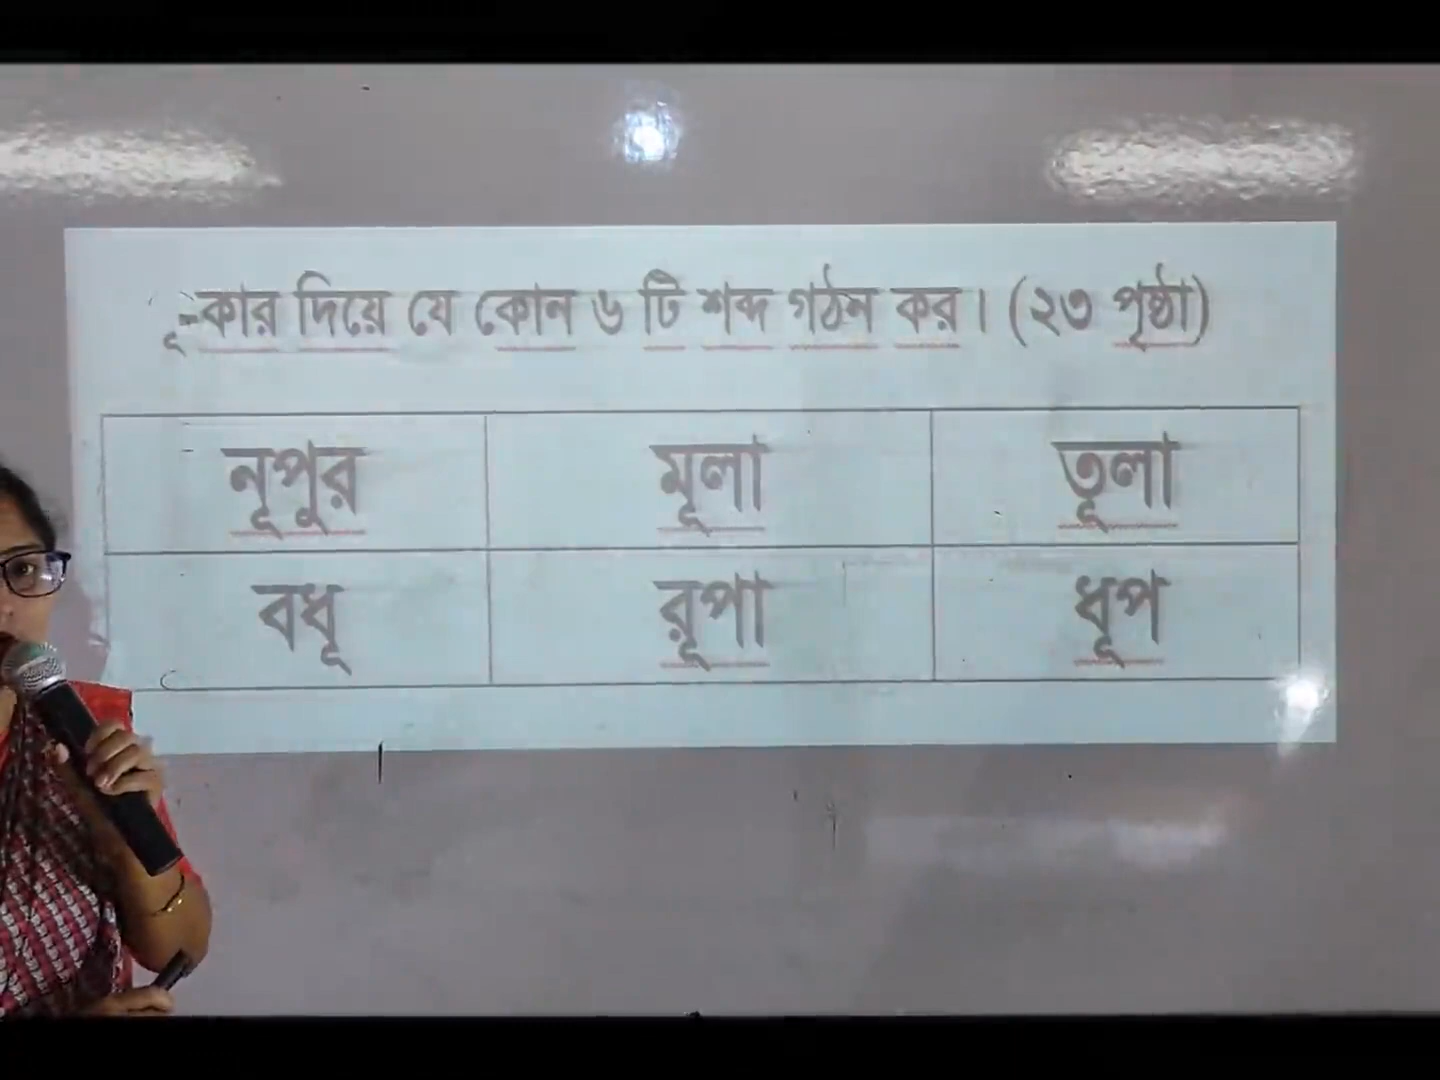 ূ-কার দিয়ে যে কোন ৬ টি শব্দ গঠন কর। (২৩ পৃষ্ঠা)
নূপুর মূলা তূলা
বধূ রূপা ধূপ